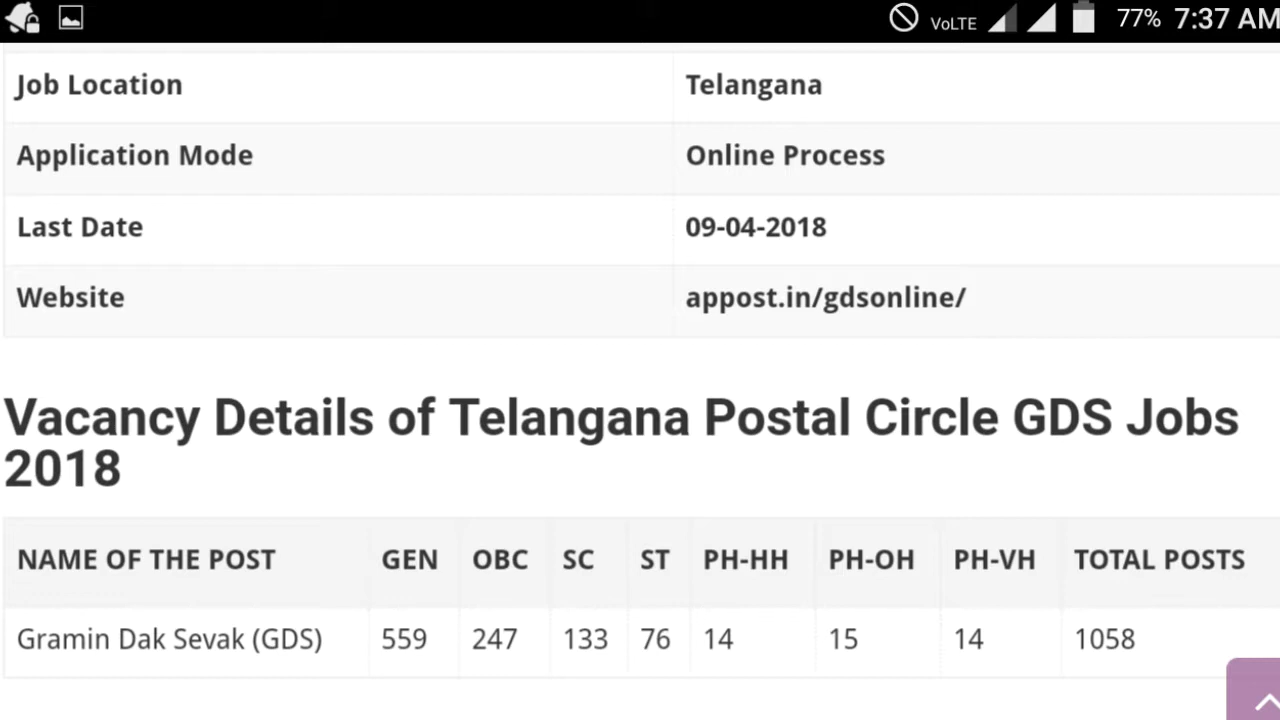 VoLTE 77% 7:37 AM
Job Location Telangana
Application Mode Online Process
Last Date 09-04-2018
Website appost.in/gdsonline/
Vacancy Details of Telangana Postal Circle GDS Jobs
2018
NAME OF THE POST GEN OBC SC ST PH-HH PH-OH PH-VH TOTAL POSTS
Gramin Dak Sevak (GDS) 559 247 133 76 14 15 14 1058